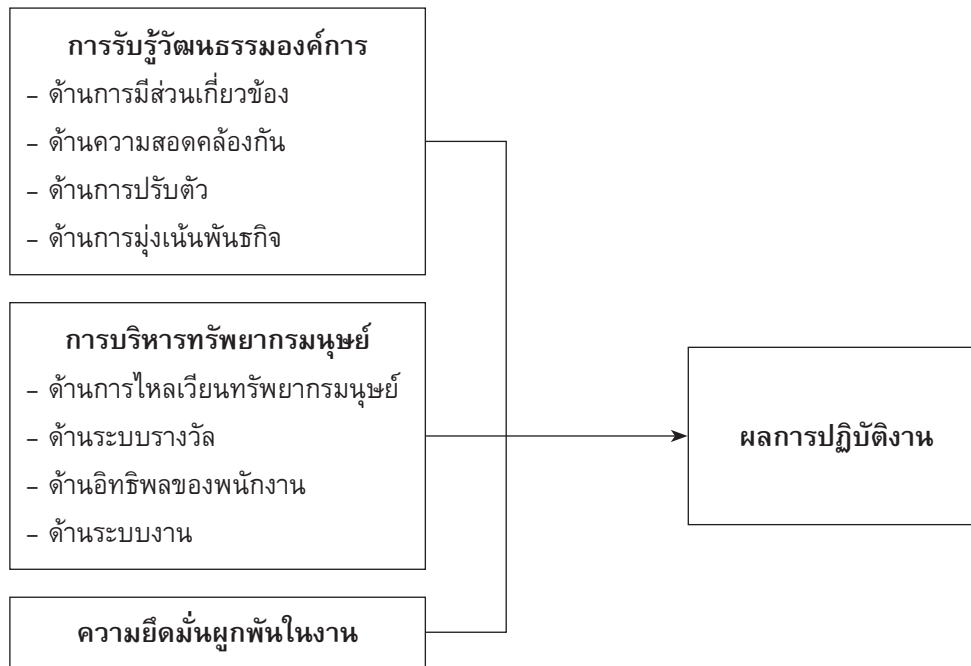 การรับรู้วัฒนธรรมองค์การ
– ด้านการมีส่วนเกี่ยวข้อง
– ด้านความสอดคล้องกัน
– ด้านการปรับตัว
– ด้านการมุ่งเน้นพันธกิจ
การบริหารทรัพยากรมนุษย์
– ด้านการไหลเวียนทรัพยากรมนุษย์
– ด้านระบบรางวัล
– ด้านอิทธิพลของพนักงาน
– ด้านระบบงาน
ความยึดมั่นผูกพันในงาน
ผลการปฏิบัติงาน